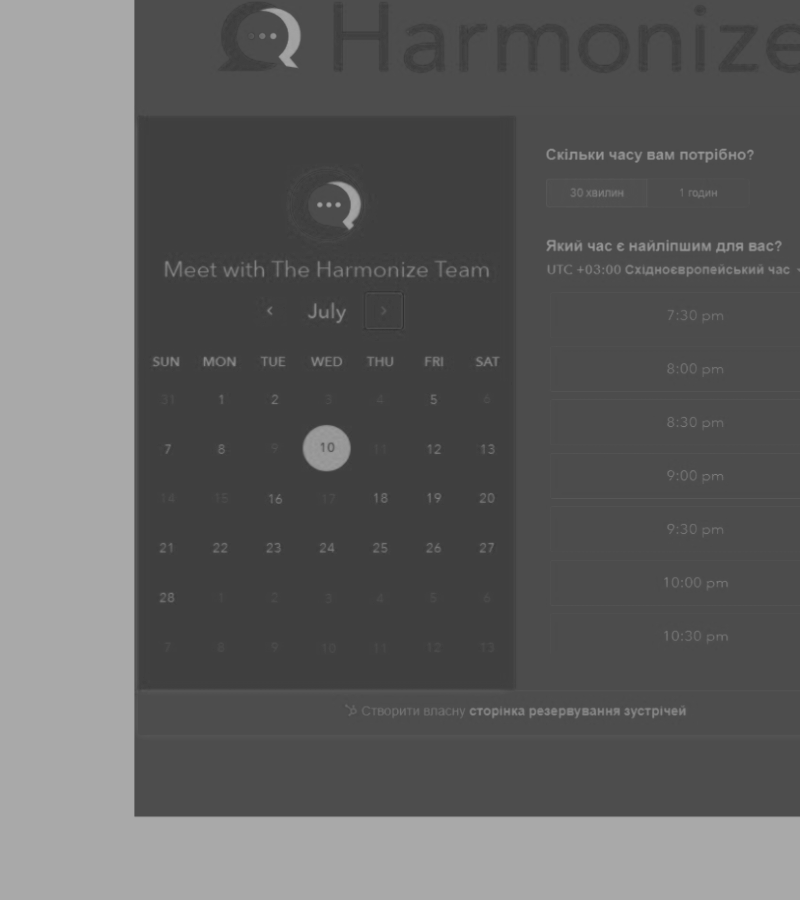 Harmonize
Meet with The Harmonize Team
July
SUN MON TUE WED THU FRI SAT
31 1 2 3 4 5 6
7 8 9 10 11 12 13
14 15 16 17 18 19 20
21 22 23 24 25 26 27
28 1 2 3 4 5 6
7 8 9 10 11 12 13
Скільки часу вам потрібно?
30 хвилин 1 годин
Який час є найліпшим для вас?
UTC +03:00 Східноєвропейський час
7:30 pm
8:00 pm
8:30 pm
9:00 pm
9:30 pm
10:00 pm
10:30 pm
Створити власну сторінка резервування зустрічей